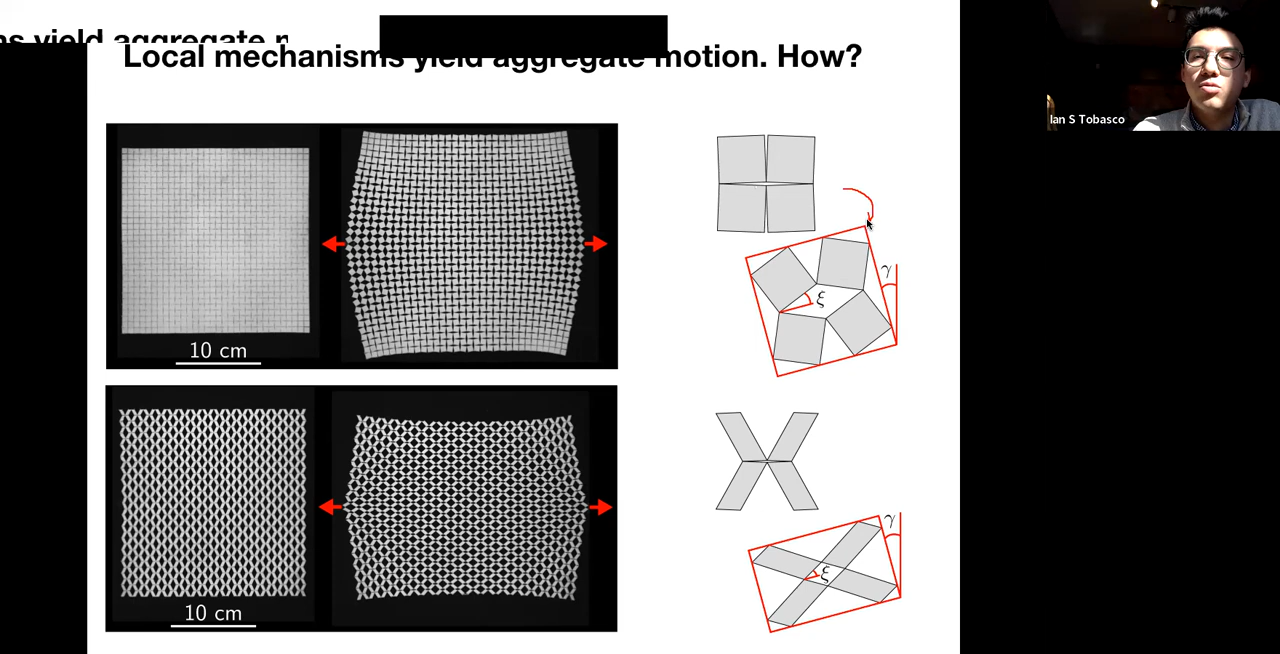 Local mechanisms yield aggregate motion. How?
Ian S Tobasco
10 cm
γ
ξ
10 cm
γ
ξ